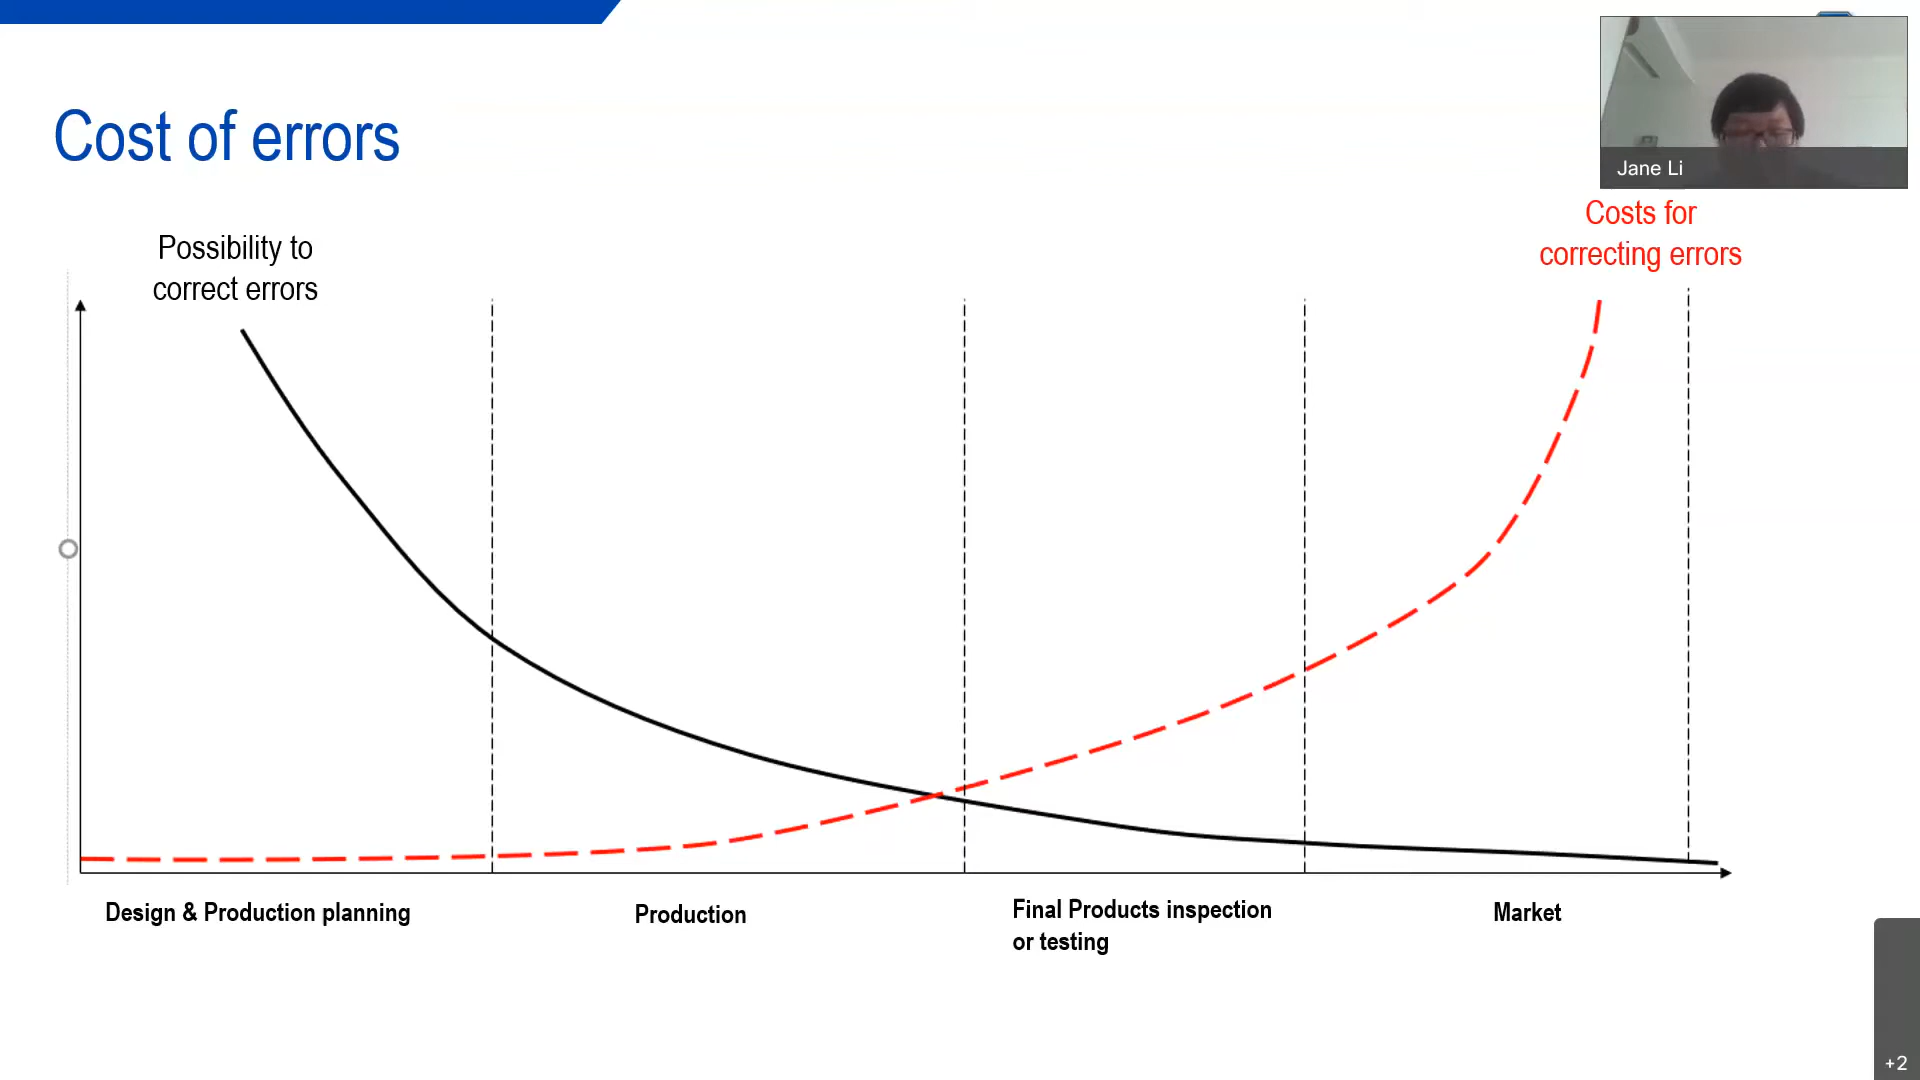 Cost of errors
Jane Li
Possibility to
correct errors
Costs for
correcting errors
Design & Production planning
Production
Final Products inspection
or testing
Market
+2